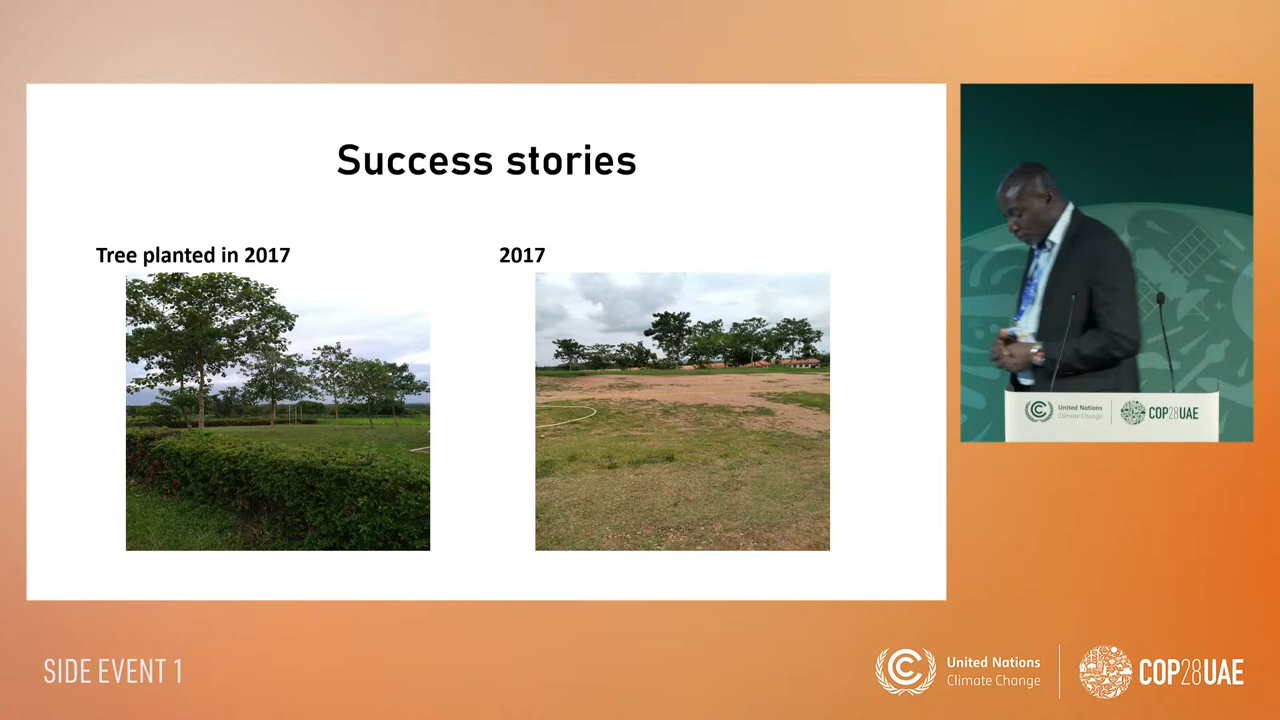 Success stories
Tree planted in 2017
2017
United Nations
Climate Change
COP28UAE
SIDE EVENT 1
United Nations
Climate Change
COP28UAE